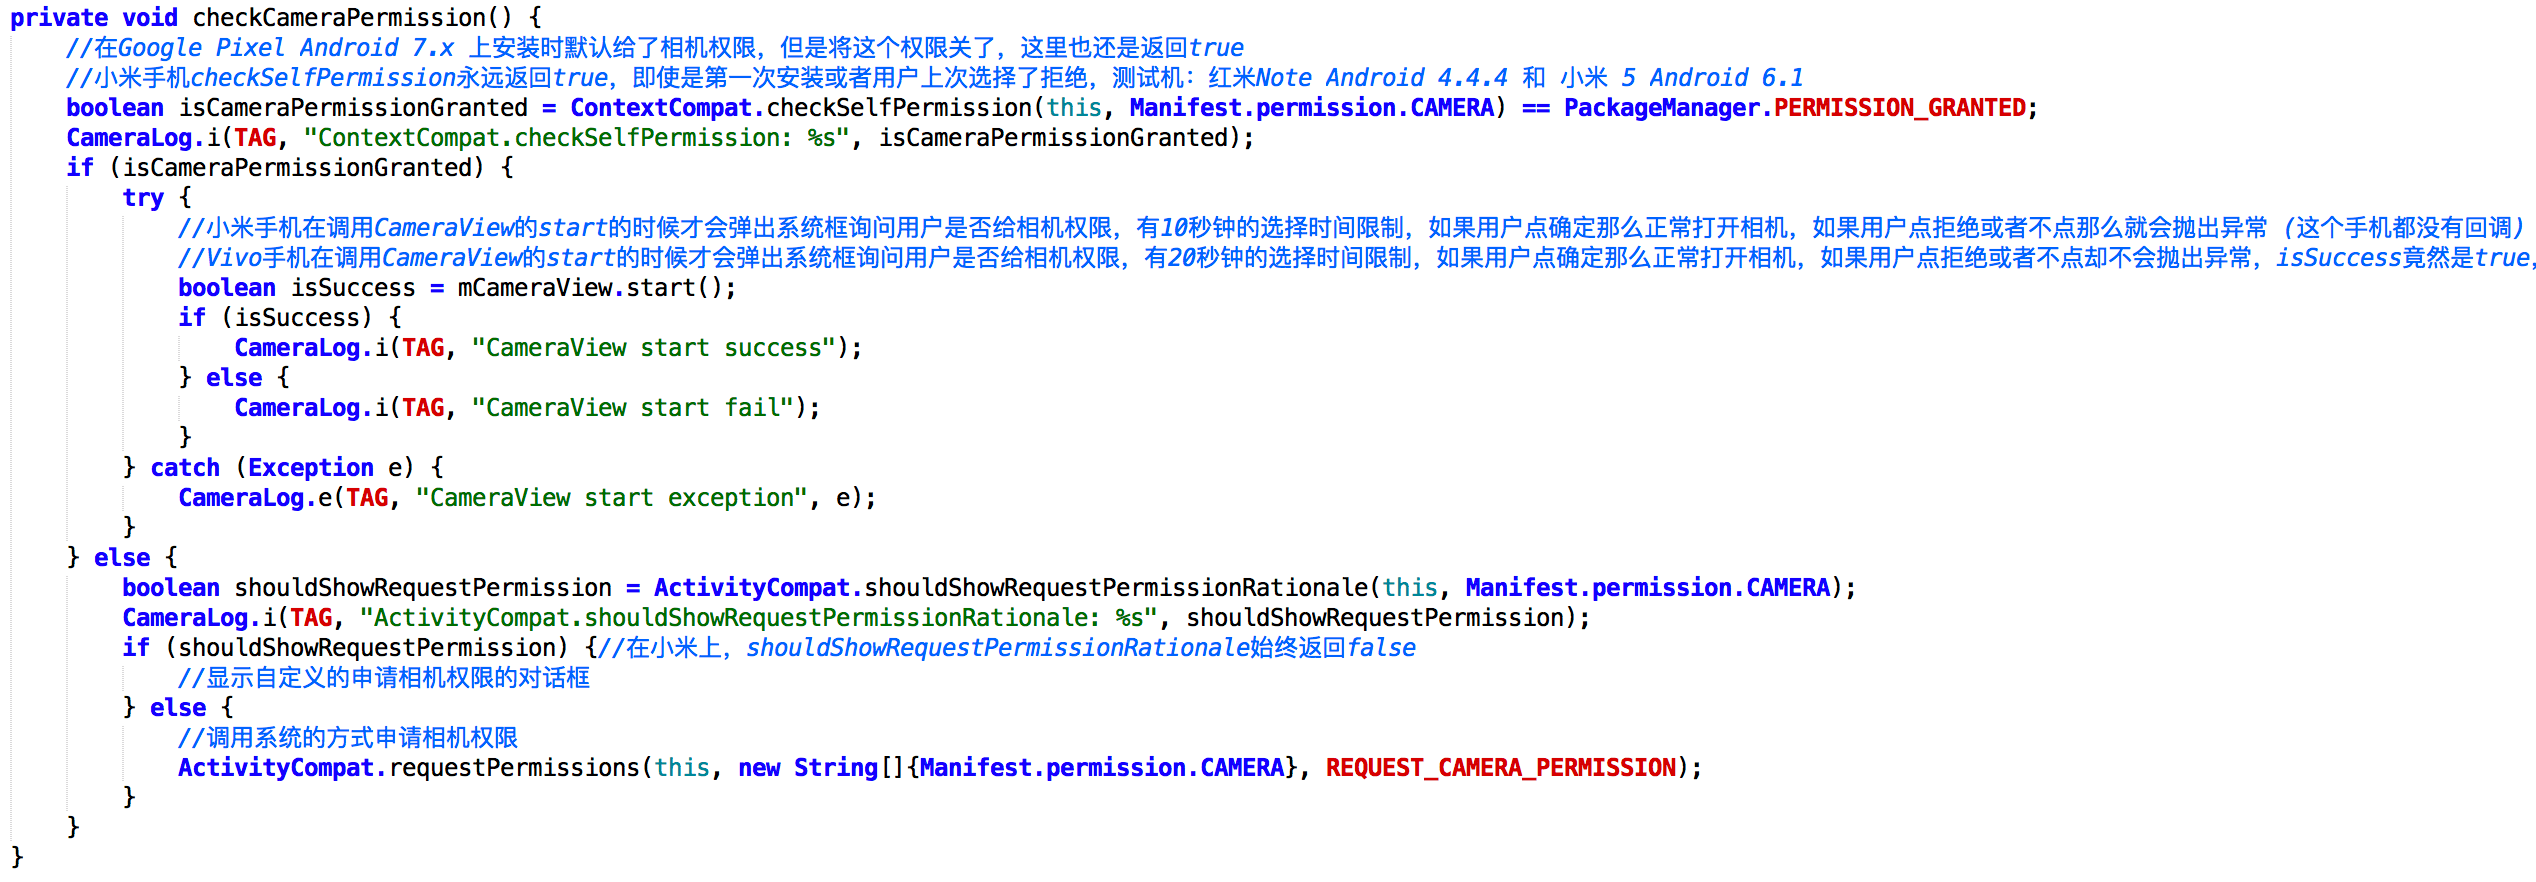 private void checkCameraPermission() {
//在Google Pixel Android 7.x 上安装时默认给了相机权限，但是将这个权限关了，这里也还是返回true
//小米手机checkSelfPermission永远返回true，即使是第一次安装或者用户上次选择了拒绝，测试机：红米Note Android 4.4.4 和 小米 5 Android 6.1
boolean isCameraPermissionGranted = ContextCompat.checkSelfPermission(this, Manifest.permission.CAMERA) == PackageManager.PERMISSION_GRANTED;
CameraLog.i(TAG, "ContextCompat.checkSelfPermission: %s", isCameraPermissionGranted);
if (isCameraPermissionGranted) {
try {
//小米手机在调用CameraView的start的时候才会弹出系统框询问用户是否给相机权限，有10秒钟的选择时间限制，如果用户点确定那么正常打开相机，如果用户点拒绝或者不点那么就会抛出异常 (这个手机都没有回调)
//Vivo手机在调用CameraView的start的时候才会弹出系统框询问用户是否给相机权限，有20秒钟的选择时间限制，如果用户点确定那么正常打开相机，如果用户点拒绝或者不点却不会抛出异常，isSuccess竟然是true，
boolean isSuccess = mCameraView.start();
if (isSuccess) {
CameraLog.i(TAG, "CameraView start success");
} else {
CameraLog.i(TAG, "CameraView start fail");
}
} catch (Exception e) {
CameraLog.e(TAG, "CameraView start exception", e);
}
} else {
boolean shouldShowRequestPermission = ActivityCompat.shouldShowRequestPermissionRationale(this, Manifest.permission.CAMERA);
CameraLog.i(TAG, "ActivityCompat.shouldShowRequestPermissionRationale: %s", shouldShowRequestPermission);
if (shouldShowRequestPermission) {//在小米上，shouldShowRequestPermissionRationale始终返回false
//显示自定义的申请相机权限的对话框
} else {
//调用系统的方式申请相机权限
ActivityCompat.requestPermissions(this, new String[]{Manifest.permission.CAMERA}, REQUEST_CAMERA_PERMISSION);
}
}
}